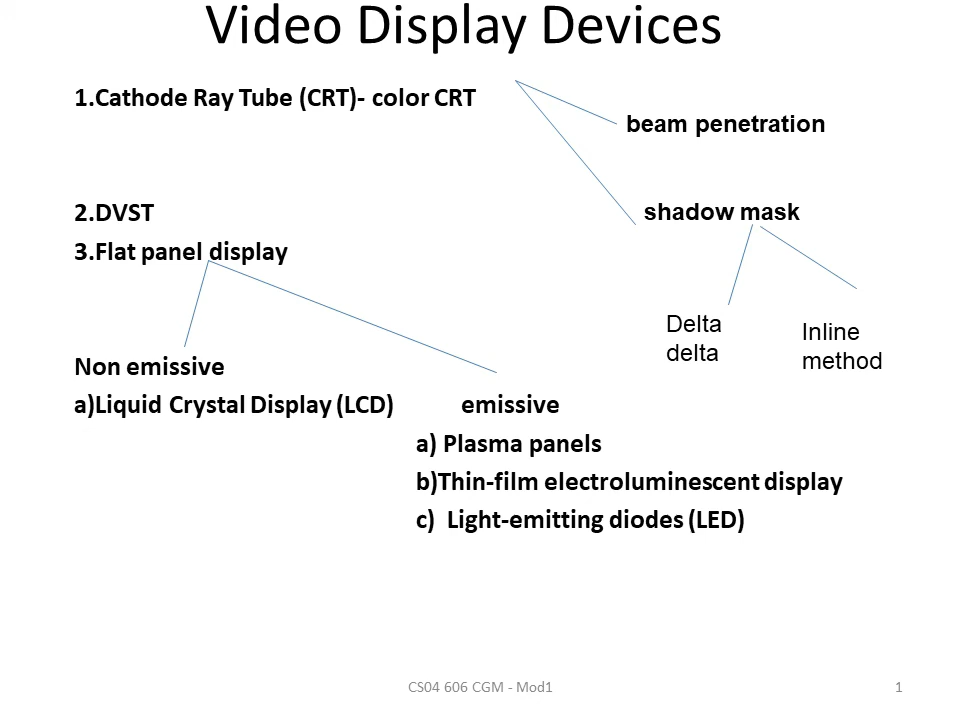 Video Display Devices
1.Cathode Ray Tube (CRT)- color CRT
beam penetration
2.DVST
shadow mask
3.Flat panel display
Delta
delta
Inline
method
Non emissive
a)Liquid Crystal Display (LCD)
emissive
a) Plasma panels
b)Thin-film electroluminescent display
c) Light-emitting diodes (LED)
CS04 606 CGM - Mod1
1